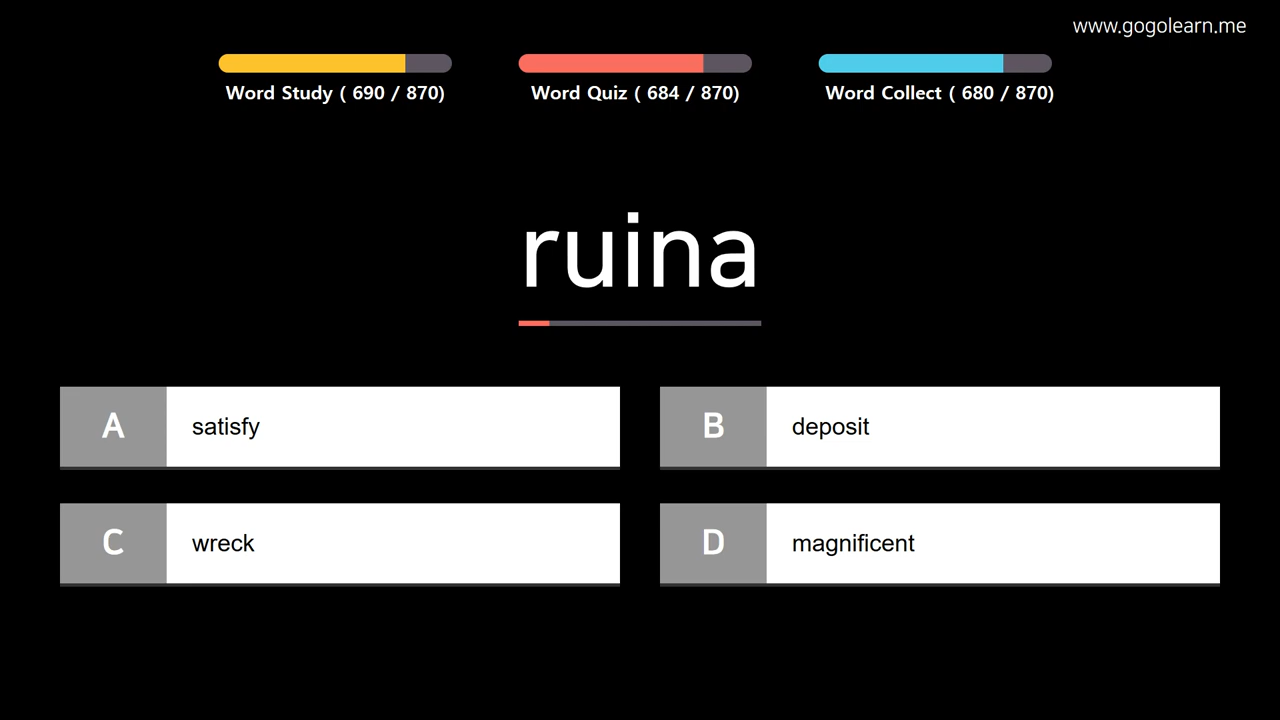 www.gogolearn.me
Word Study ( 690 / 870)
Word Quiz ( 684 / 870)
Word Collect ( 680 / 870)
ruina
A satisfy
B deposit
C wreck
D magnificent